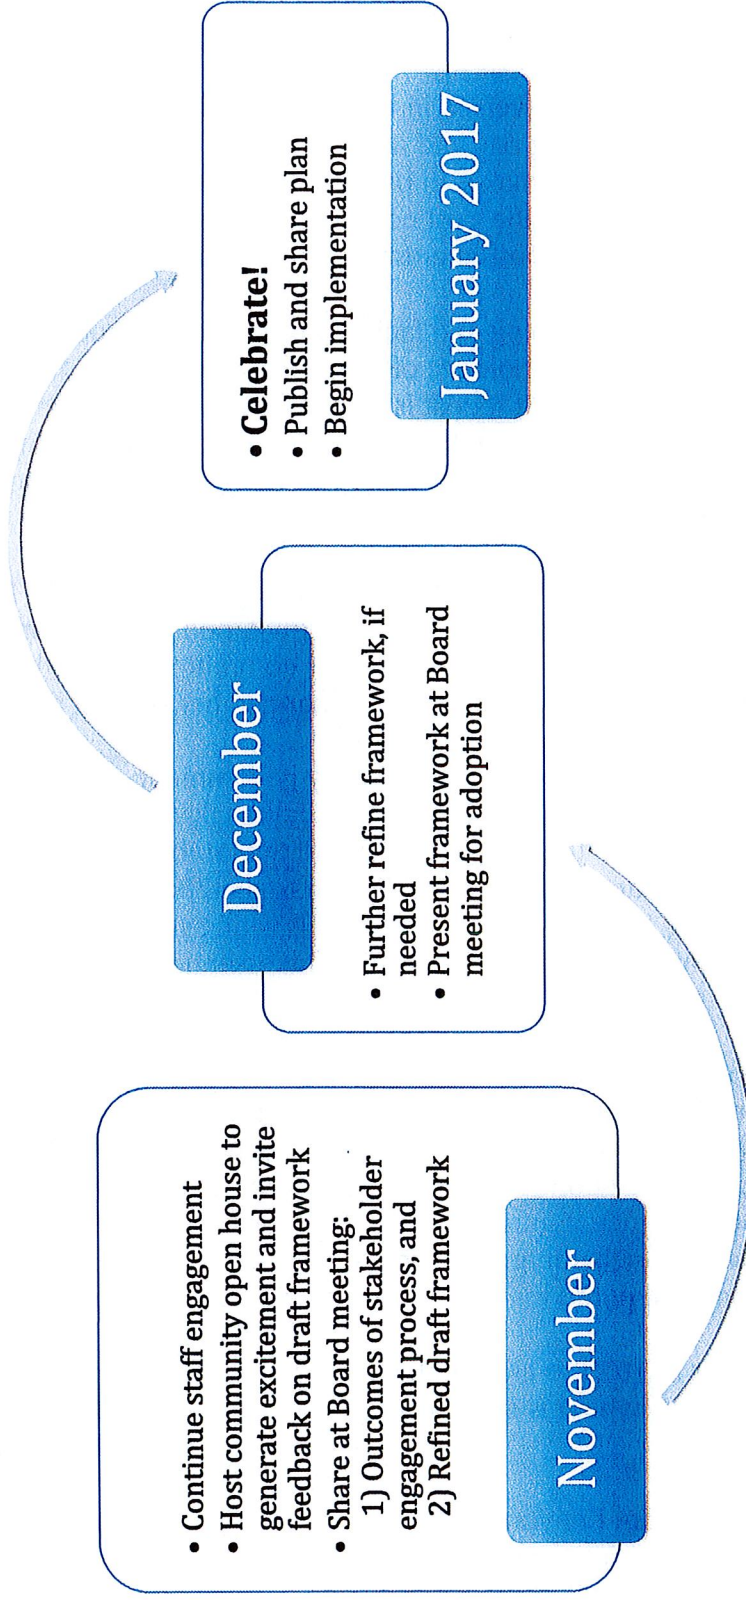 • Continue staff engagement
• Host community open house to
generate excitement and invite
feedback on draft framework
• Share at Board meeting:
1) Outcomes of stakeholder
engagement process, and
2) Refined draft framework
November
December
• Further refine framework, if
needed
• Present framework at Board
meeting for adoption
• Celebrate!
• Publish and share plan
• Begin implementation
January 2017